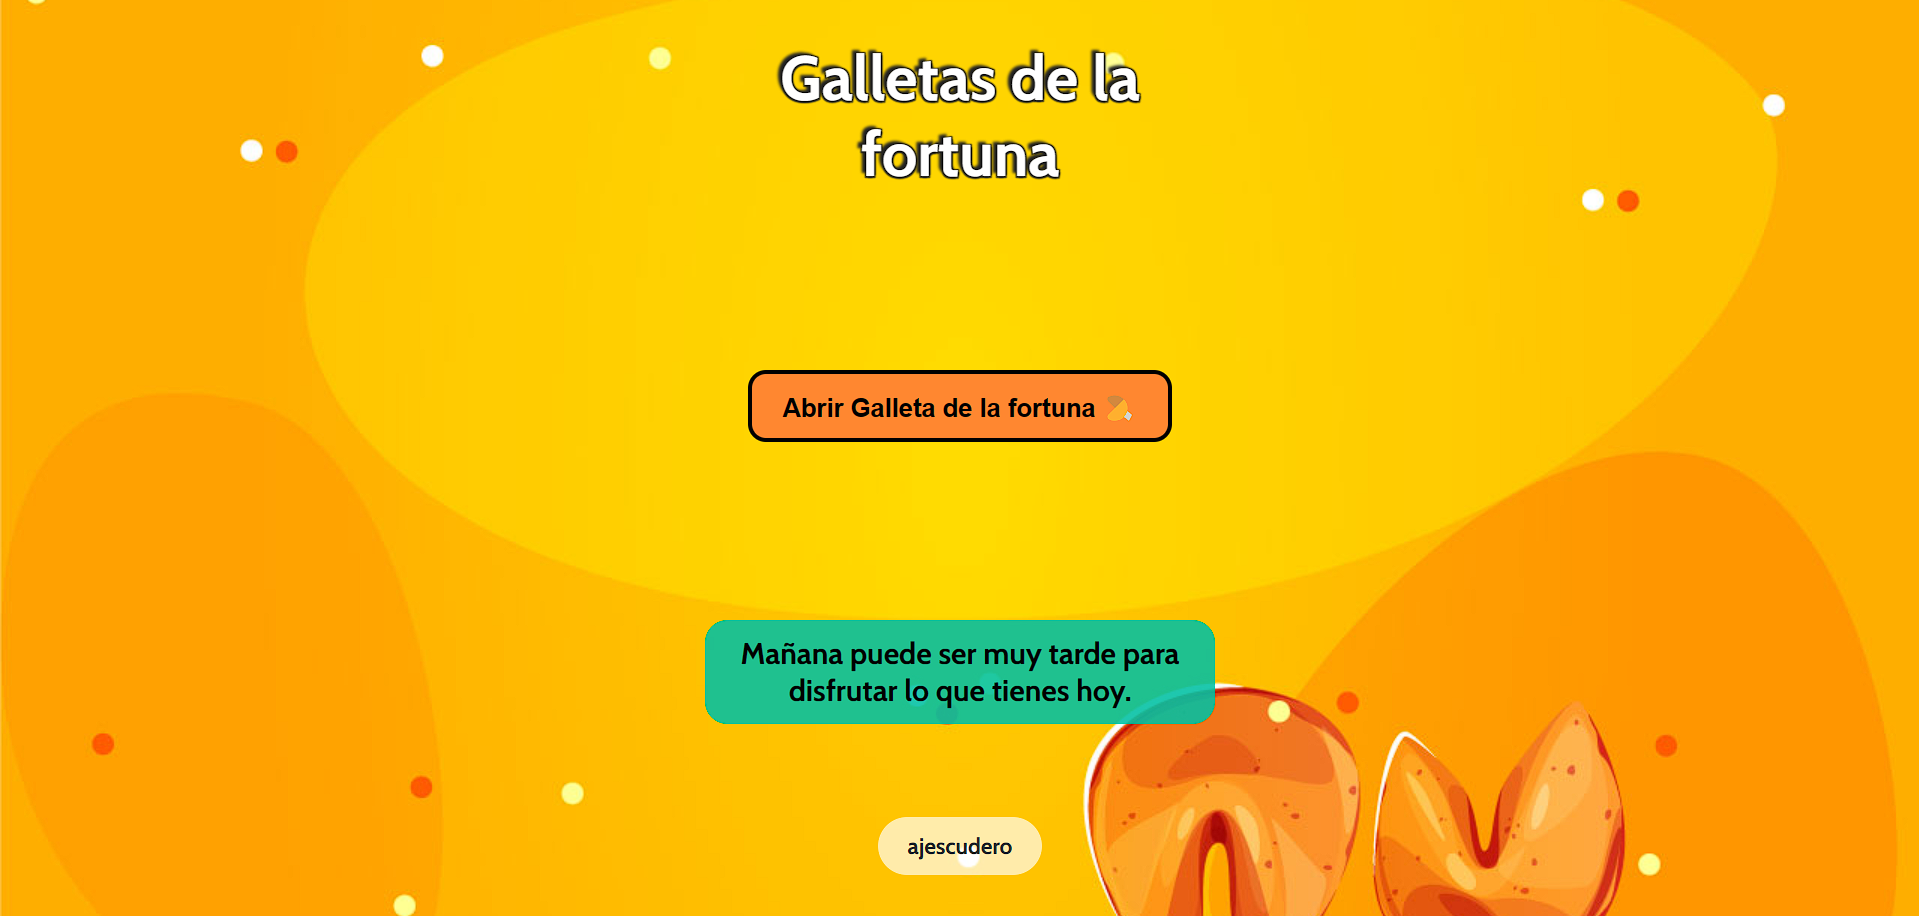 Galletas de la
fortuna
Abrir Galleta de la fortuna 🥠
Mañana puede ser muy tarde para
disfrutar lo que tienes hoy.
ajescudero